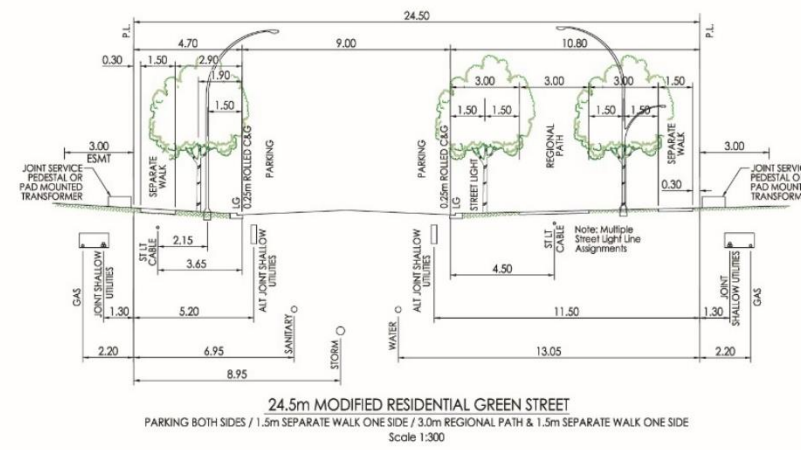 24.50
P.L.
P.L.
4.70
9.00
10.80
0.30
1.50
2.90
1.90
1.50
3.00
3.00
3.00
1.50
1.50
1.50
1.50
1.50
3.00
ESMT
3.00
0.30
JOINT SERVICE
PEDESTAL OR
PAD MOUNTED
TRANSFORMER
SEPARATE
WALK
0.25m ROLLED C&G
LG
PARKING
PARKING
0.25m ROLLED C&G
LG
STREET LIGHT
REGIONAL
PATH
SEPARATE
WALK
JOINT SERVIC
PEDESTAL O
PAD MOUNT
TRANSFORM
GAS
JOINT SHALLOW
UTILITIES
ST LT
CABLE
2.15
3.65
ALT JOINT SHALLOW
UTILITIES
SANITARY
STORM
WATER
ALT JOINT SHALLOW
UTILITIES
4.50
ST LT
CABLE
Note: Multiple
Street Light Line
Assignments
JOINT
SHALLOW UTILITIES
GAS
1.30
5.20
11.50
1.30
2.20
6.95
13.05
2.20
8.95
24.5m MODIFIED RESIDENTIAL GREEN STREET
PARKING BOTH SIDES / 1.5m SEPARATE WALK ONE SIDE / 3.0m REGIONAL PATH & 1.5m SEPARATE WALK ONE SIDE
Scale 1:300